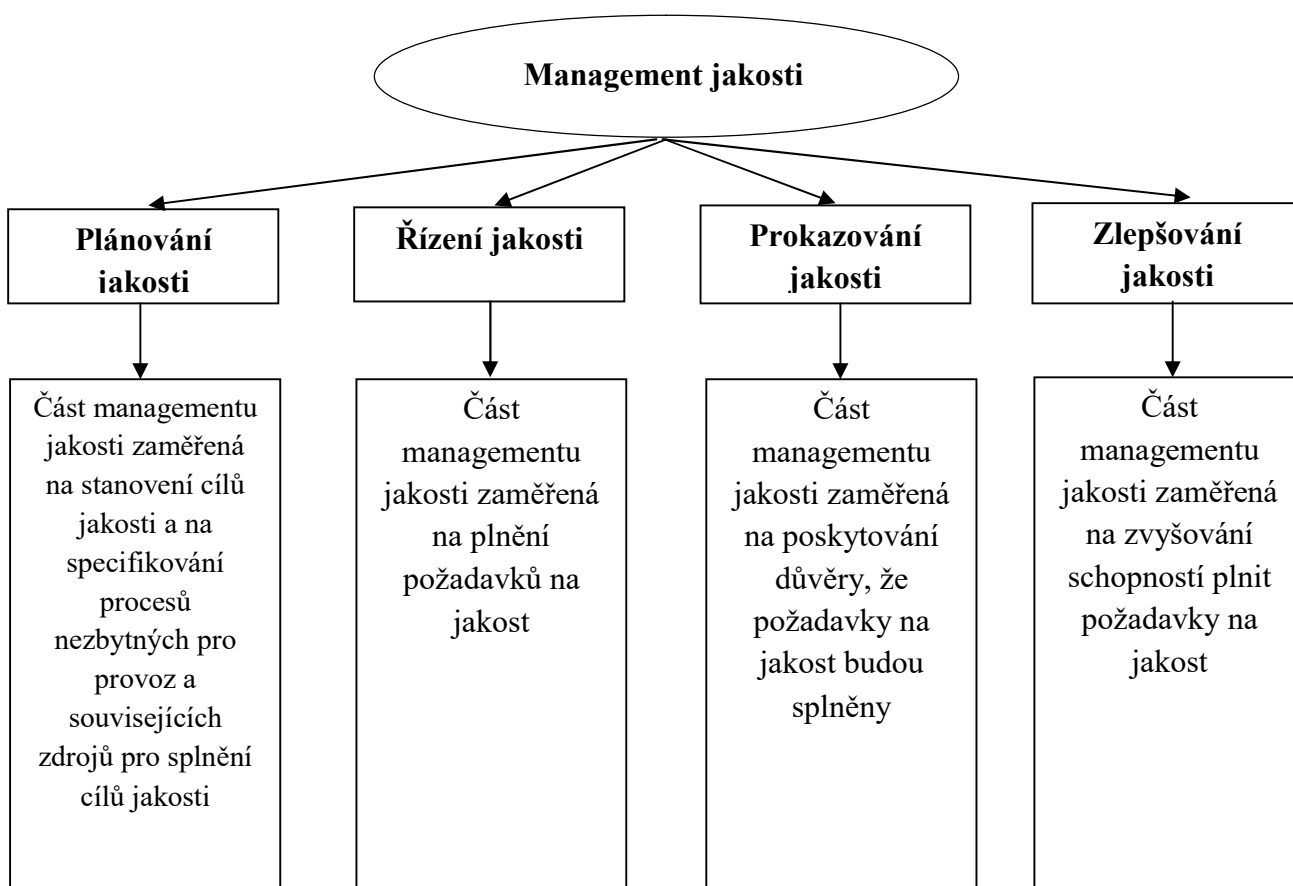 Management jakosti
Plánování
jakosti
Řízení jakosti
Prokazování
jakosti
Zlepšování
jakosti
Část managementu
jakosti zaměřená
na stanovení cílů
jakosti a na
specifikování
procesů
nezbytných pro
provoz a
souvisejících
zdrojů pro splnění
cílů jakosti
Část
managementu
jakosti zaměřená
na plnění
požadavků na
jakost
Část
managementu
jakosti zaměřená
na poskytování
důvěry, že
požadavky na
jakost budou
splněny
Část
managementu
jakosti zaměřená
na zvyšování
schopností plnit
požadavky na
jakost